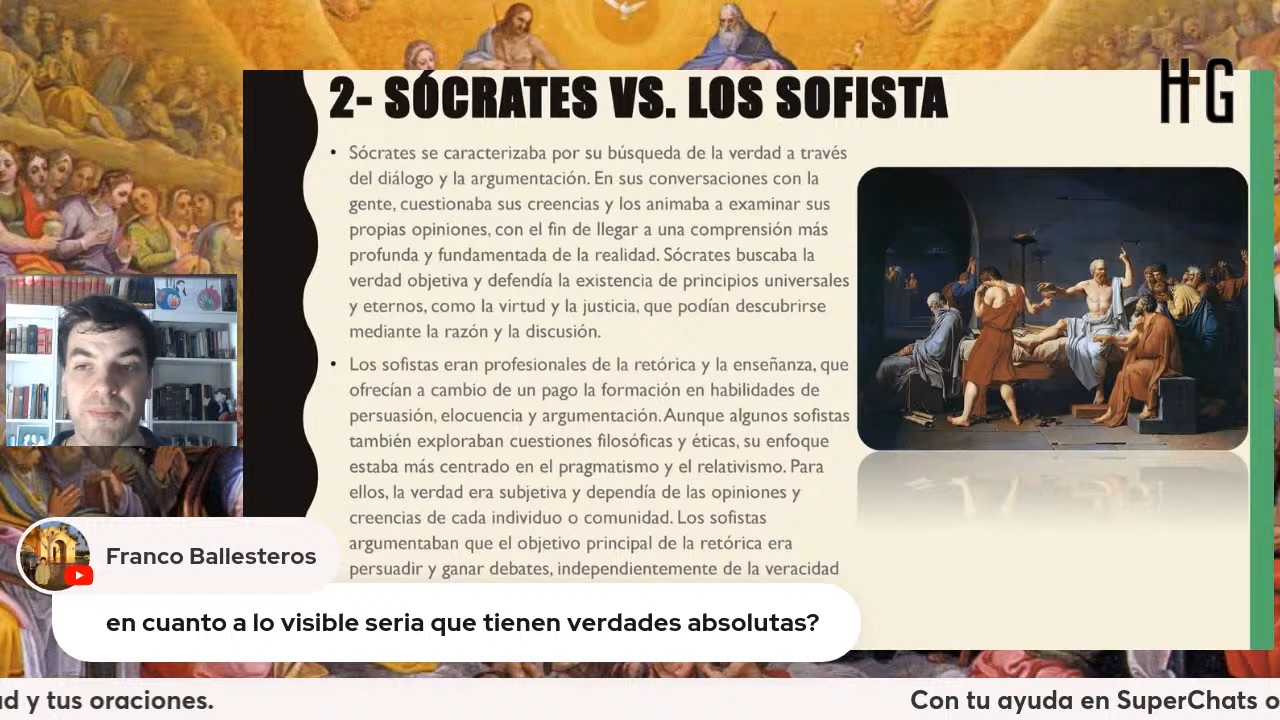 2- SÓCRATES VS. LOS SOFISTA
H-G
• Sócrates se caracterizaba por su búsqueda de la verdad a través
del diálogo y la argumentación. En sus conversaciones con la
gente, cuestionaba sus creencias y los animaba a examinar sus
propias opiniones, con el fin de llegar a una comprensión más
profunda y fundamentada de la realidad. Sócrates buscaba la
verdad objetiva y defendía la existencia de principios universales
y eternos, como la virtud y la justicia, que podían descubrirse
mediante la razón y la discusión.
• Los sofistas eran profesionales de la retórica y la enseñanza, que
ofrecían a cambio de un pago la formación en habilidades de
persuasión, elocuencia y argumentación. Aunque algunos sofistas
también exploraban cuestiones filosóficas y éticas, su enfoque
estaba más centrado en el pragmatismo y el relativismo. Para
ellos, la verdad era subjetiva y dependía de las opiniones y
creencias de cada individuo o comunidad. Los sofistas
argumentaban que el objetivo principal de la retórica era
persuadir y ganar debates, independientemente de la veracidad
Franco Ballesteros
en cuanto a lo visible seria que tienen verdades absolutas?
d y tus oraciones.
Con tu ayuda en SuperChats o